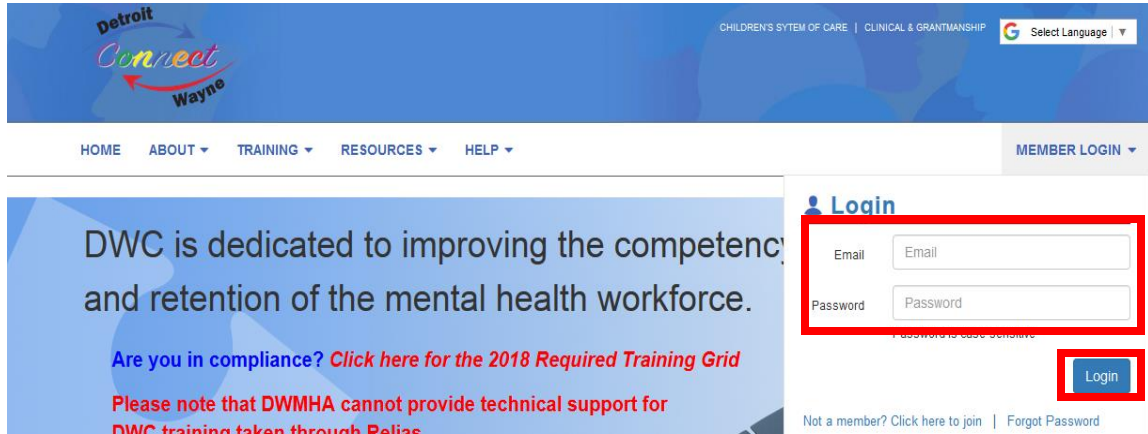 Detroit
Connect
Wayne
CHILDREN'S SYTEM OF CARE | CLINICAL & GRANTMANSHIP
G Select Language ▼
HOME ABOUT TRAINING RESOURCES HELP
MEMBER LOGIN
Login
Email Email
Password Password
Password is case sensitive
Login
Not a member? Click here to join | Forgot Password
DWC is dedicated to improving the competency
and retention of the mental health workforce.
Are you in compliance? Click here for the 2018 Required Training Grid
Please note that DWMHA cannot provide technical support for
DWC training taken through Relias